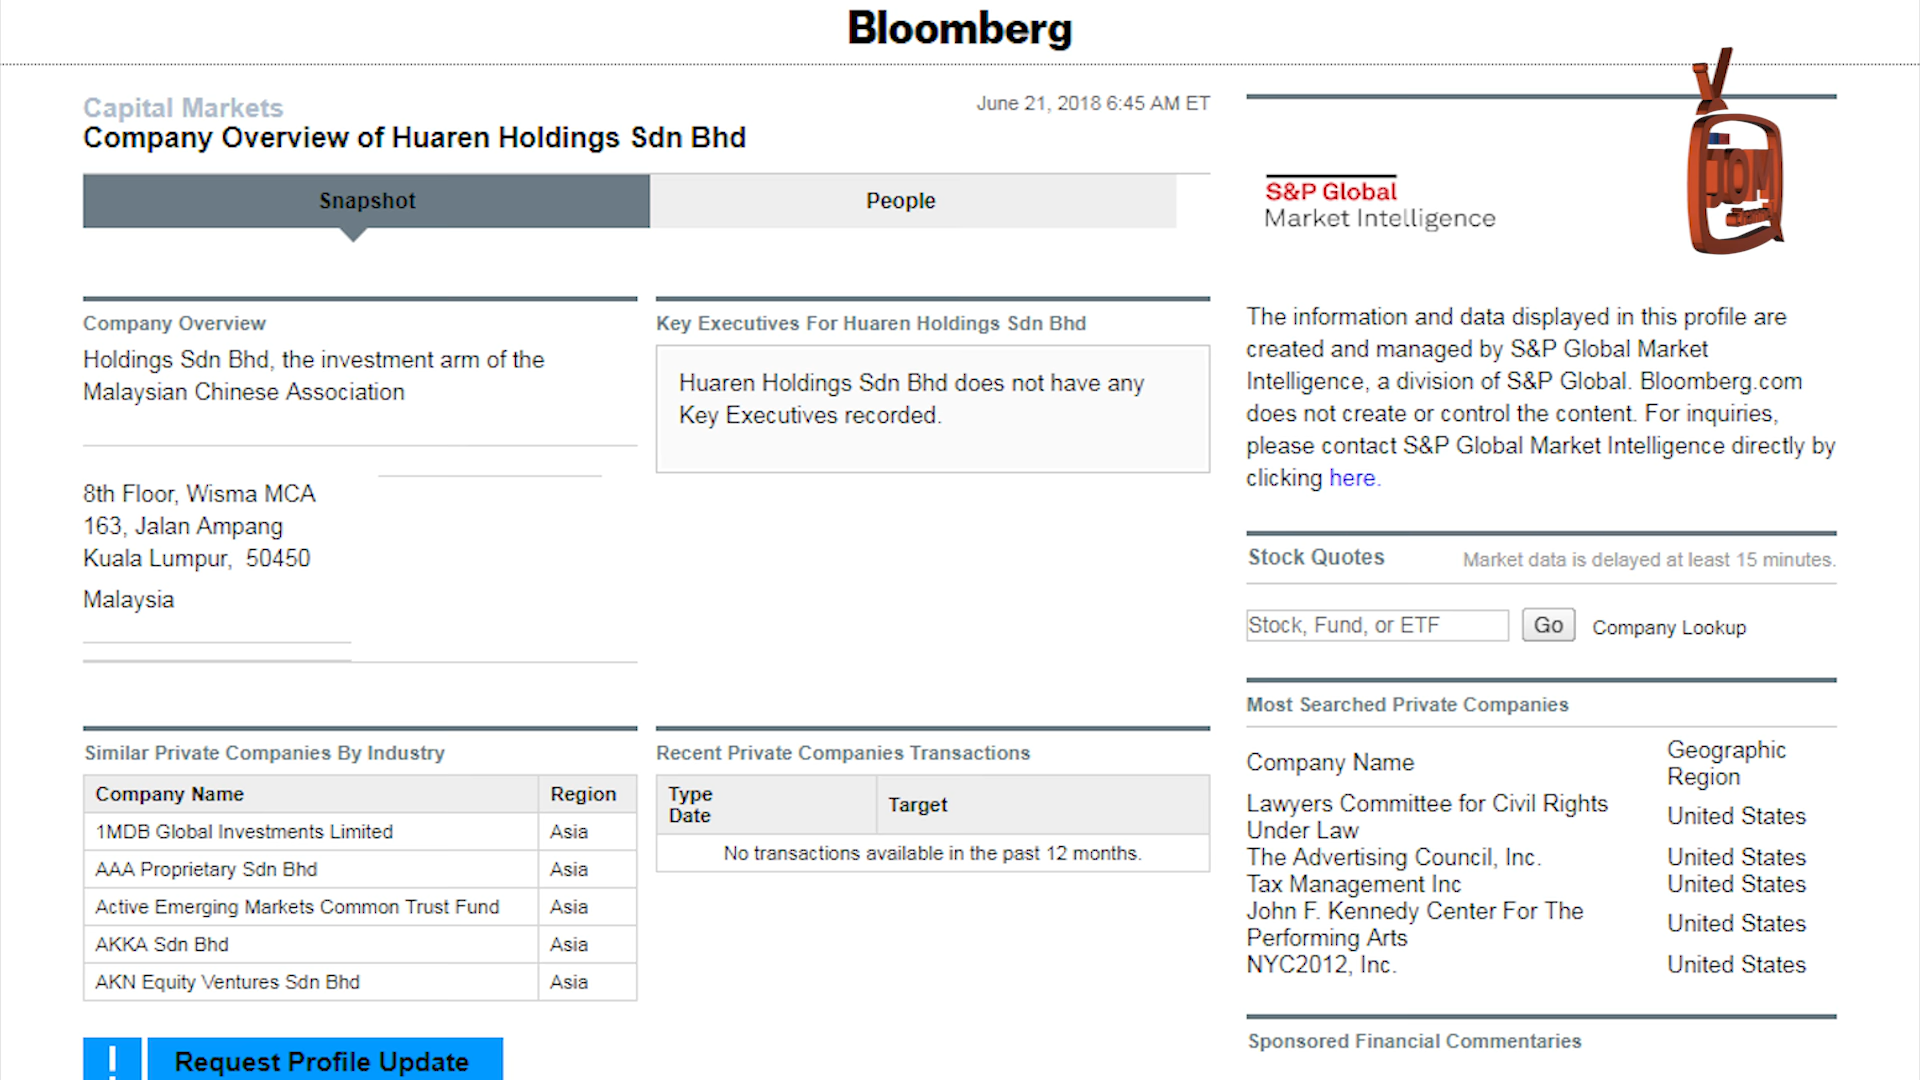 Bloomberg
Capital Markets
June 21, 2018 6:45 AM ET
Company Overview of Huaren Holdings Sdn Bhd
Snapshot
People
S&P Global
Market Intelligence
JOM
Company Overview
Holdings Sdn Bhd, the investment arm of the
Malaysian Chinese Association
8th Floor, Wisma MCA
163, Jalan Ampang
Kuala Lumpur, 50450
Malaysia
Key Executives For Huaren Holdings Sdn Bhd
Huaren Holdings Sdn Bhd does not have any
Key Executives recorded.
The information and data displayed in this profile are
created and managed by S&P Global Market
Intelligence, a division of S&P Global. Bloomberg.com
does not create or control the content. For inquiries,
please contact S&P Global Market Intelligence directly by
clicking here.
Stock Quotes
Market data is delayed at least 15 minutes.
Stock, Fund, or ETF
Go
Company Lookup
Similar Private Companies By Industry
Company Name Region
1MDB Global Investments Limited Asia
AAA Proprietary Sdn Bhd Asia
Active Emerging Markets Common Trust Fund Asia
AKKA Sdn Bhd Asia
AKN Equity Ventures Sdn Bhd Asia
Recent Private Companies Transactions
Type
Date
Target
No transactions available in the past 12 months.
Most Searched Private Companies
Company Name
Geographic
Region
Lawyers Committee for Civil Rights
Under Law
United States
The Advertising Council, Inc. United States
Tax Management Inc United States
John F. Kennedy Center For The
Performing Arts
United States
NYC2012, Inc. United States
Sponsored Financial Commentaries
! Request Profile Update